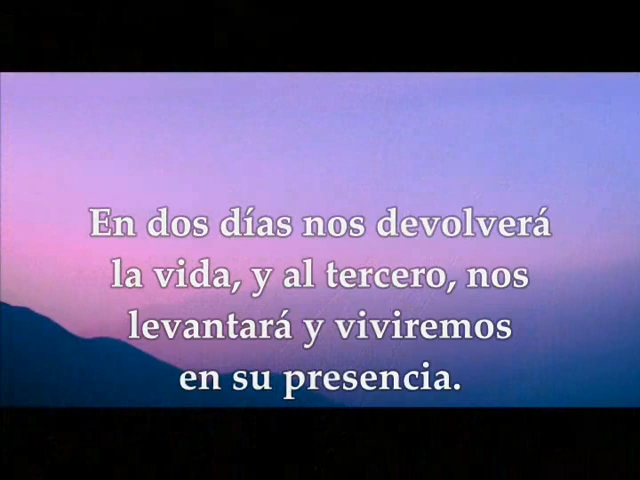 En dos días nos devolverá
la vida, y al tercero, nos
levantará y viviremos
en su presencia.